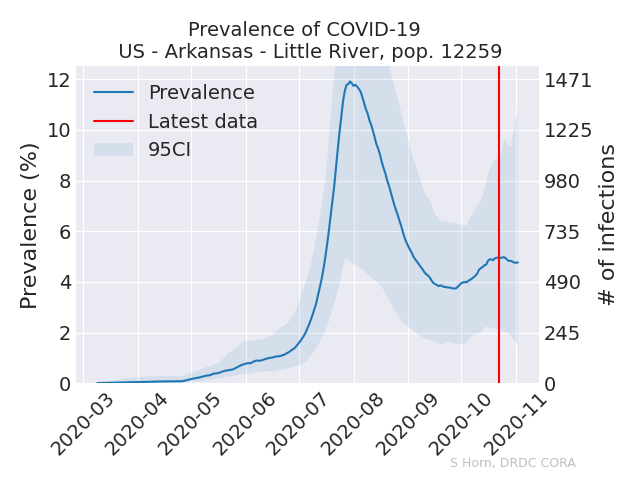 Prevalence of COVID-19
US - Arkansas - Little River, pop. 12259
Prevalence (%)
12
10
8
6
4
2
0
Prevalence
Latest data
95CI
1471
1225
980
735
490
245
0
# of infections
2020-03
2020-04
2020-05
2020-06
2020-07
2020-08
2020-09
2020-10
2020-11
S Horn, DRDC CORA